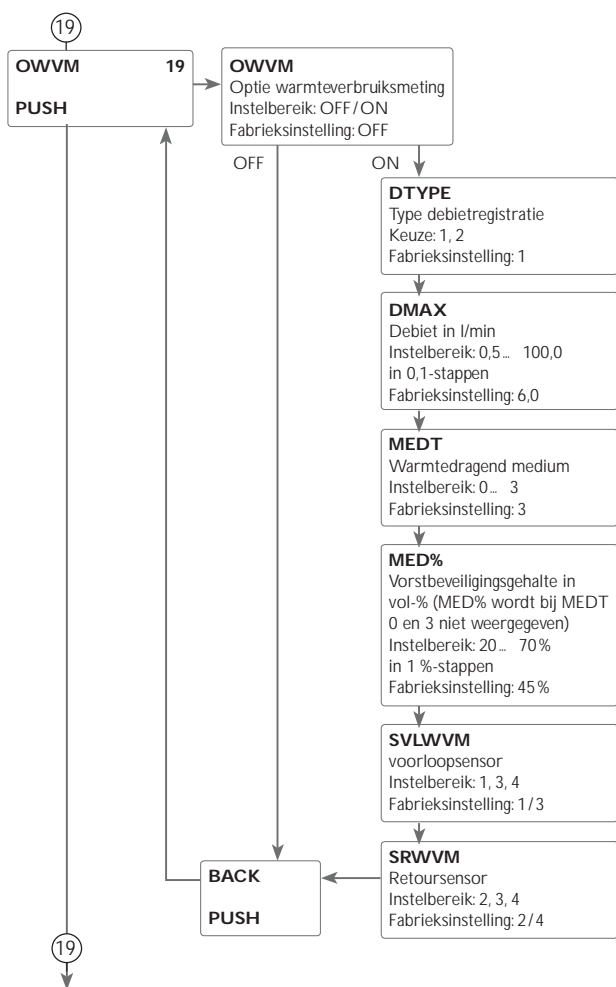 19
OWVM 19
PUSH
OWVM
Optie warmteverbruiksmeting
Instelbereik: OFF/ON
Fabrieksinstelling: OFF
OFF
ON
DTYPE
Type debietregistratie
Keuze: 1, 2
Fabrieksinstelling: 1
DMAX
Debiet in l/min
Instelbereik: 0,5... 100,0
in 0,1-stappen
Fabrieksinstelling: 6,0
MEDT
Warmtedragend medium
Instelbereik: 0... 3
Fabrieksinstelling: 3
MED%
Vorstbeveiligingsgehalte in
vol-% (MED% wordt bij MEDT
0 en 3 niet weergegeven)
Instelbereik: 20... 70%
in 1 %-stappen
Fabrieksinstelling: 45%
SVLWVM
voorloopsensor
Instelbereik: 1, 3, 4
Fabrieksinstelling: 1/3
SRWVM
Retoursensor
Instelbereik: 2, 3, 4
Fabrieksinstelling: 2/4
BACK
PUSH
19